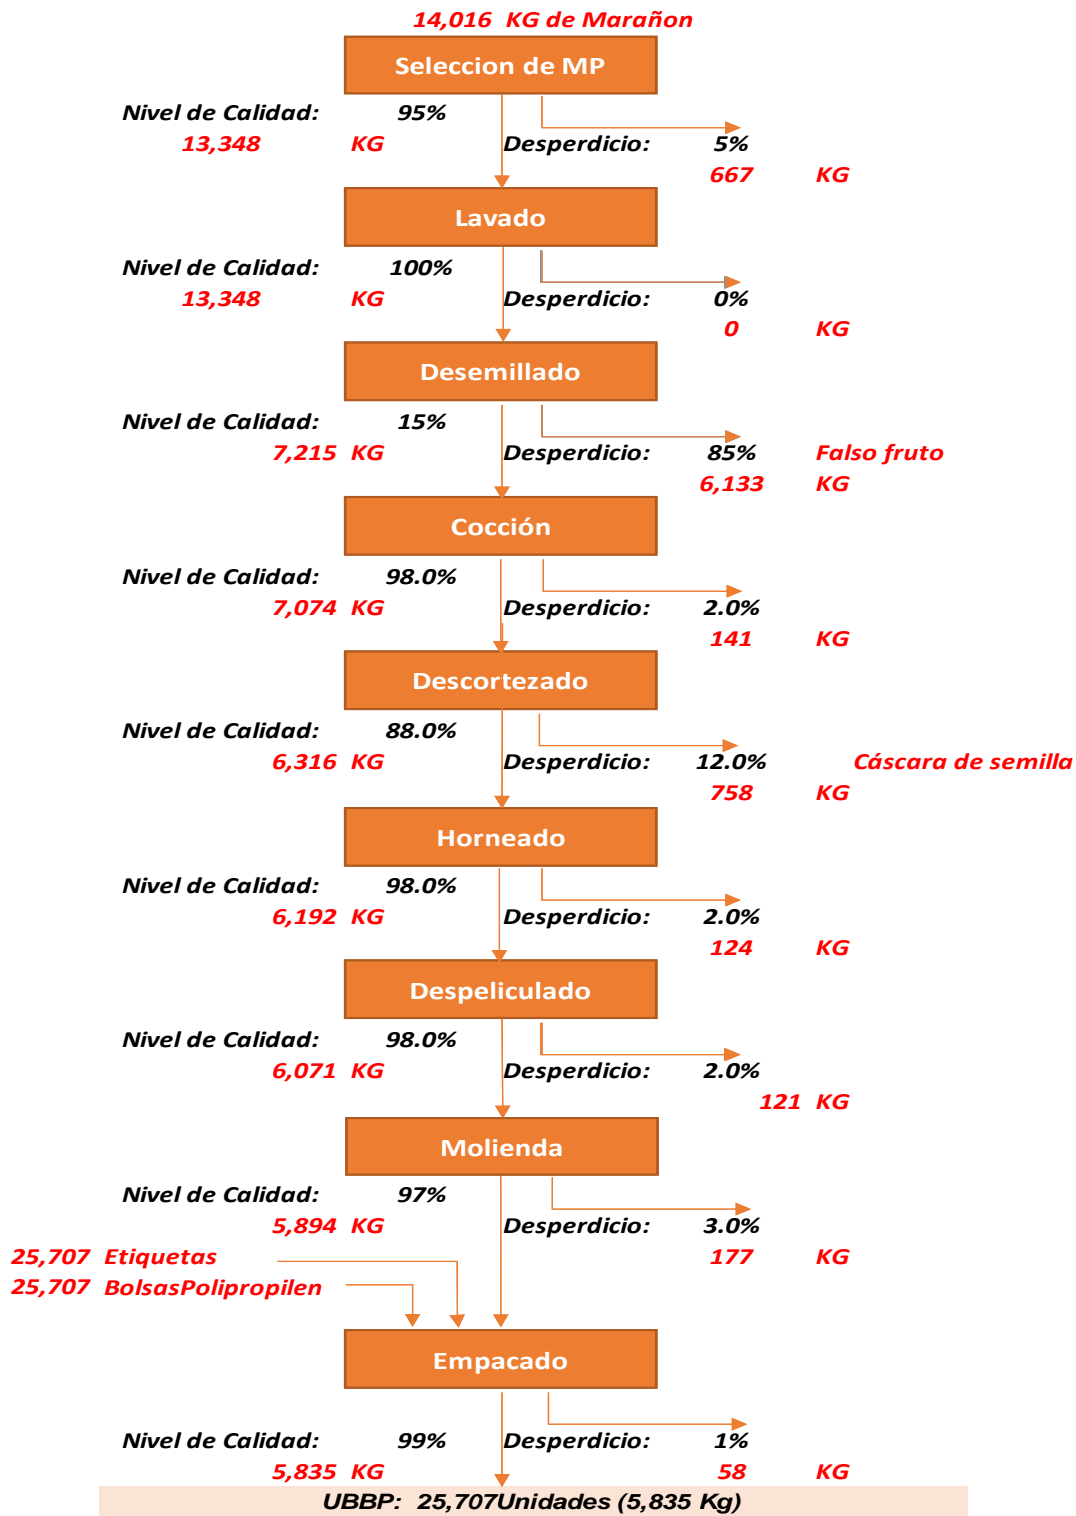 14,016 KG de Marañon
Seleccion de MP
Nivel de Calidad: 95%
13,348 KG Desperdicio: 5%
667 KG
Lavado
Nivel de Calidad: 100%
13,348 KG Desperdicio: 0%
0 KG
Desemillado
Nivel de Calidad: 15%
7,215 KG Desperdicio: 85% Falso fruto
6,133 KG
Cocción
Nivel de Calidad: 98.0%
7,074 KG Desperdicio: 2.0%
141 KG
Descortezado
Nivel de Calidad: 88.0%
6,316 KG Desperdicio: 12.0% Cáscara de semilla
758 KG
Horneado
Nivel de Calidad: 98.0%
6,192 KG Desperdicio: 2.0%
124 KG
Despeliculado
Nivel de Calidad: 98.0%
6,071 KG Desperdicio: 2.0%
121 KG
Molienda
Nivel de Calidad: 97%
5,894 KG Desperdicio: 3.0%
25,707 Etiquetas 177 KG
25,707 BolsasPolipropilen
Empacado
Nivel de Calidad: 99% Desperdicio: 1%
5,835 KG 58 KG
UBBP: 25,707Unidades (5,835 Kg)